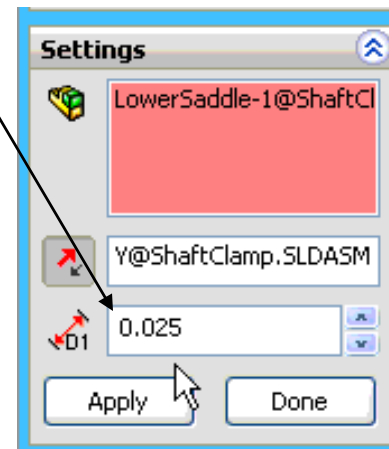 Settings
LowerSaddle-1@ShaftCl
Y@ShaftClamp.SLDASM
D1 0.025
Apply Done